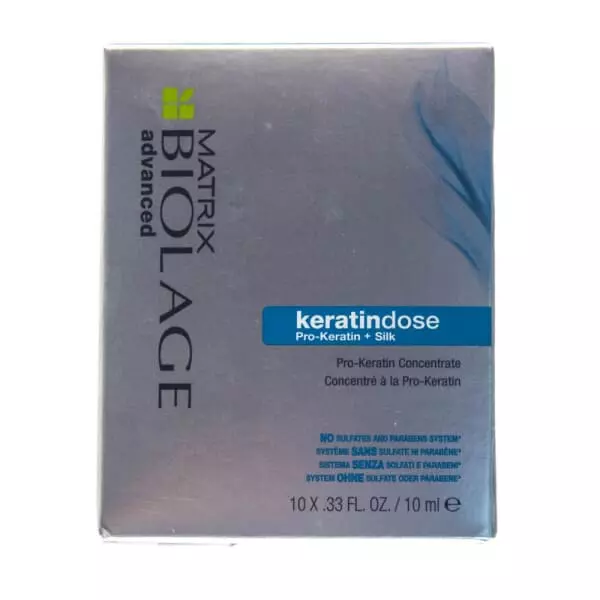 MATRIX
BIOLAGE
advanced
keratindose
Pro-Keratin + Silk
Pro-Keratin Concentrate
Concentré à la Pro-Keratin
NO SULFATES AND PARABENS SYSTEM*
SYSTÈME SANS SULFATE NI PARABÈNE*
SISTEMA SENZA SOLFATI E PARABENI*
SYSTEM OHNE SULFATE ODER PARABENE*
10 X .33 FL. OZ. / 10 ml ℮